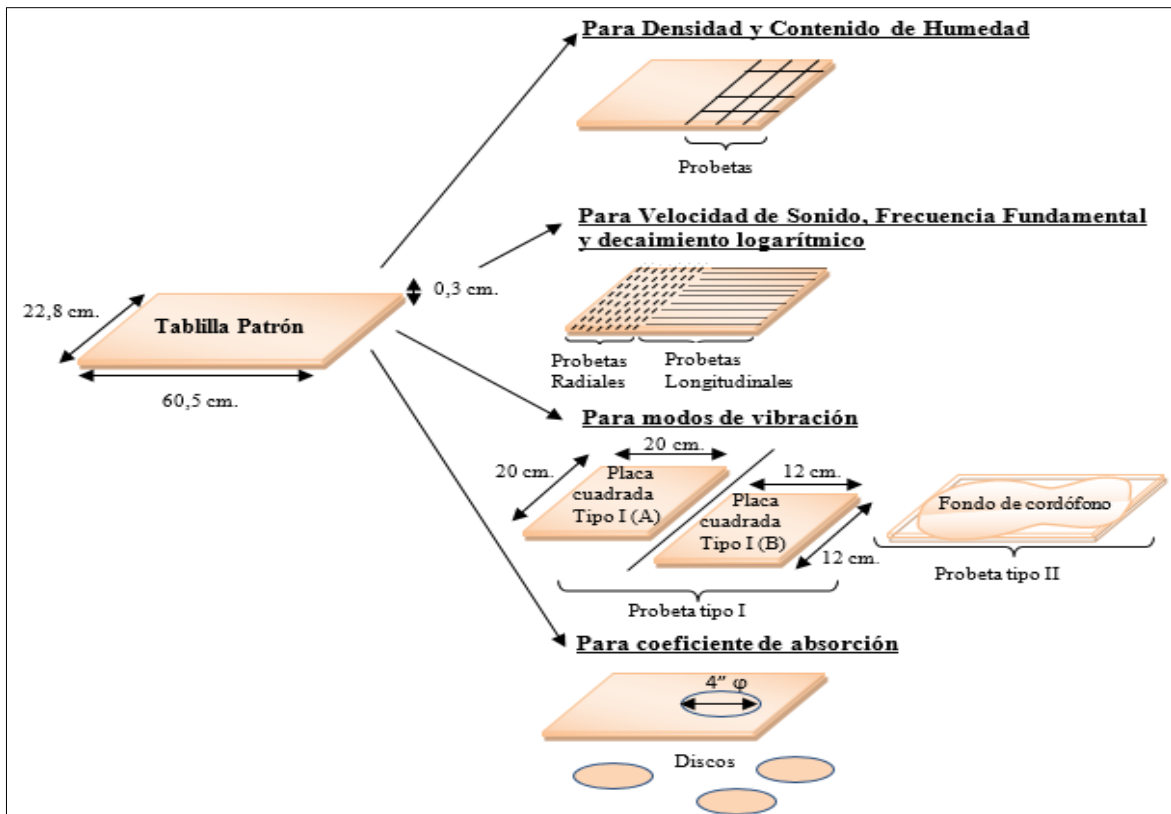 Para Densidad y Contenido de Humedad
Probetas
Para Velocidad de Sonido, Frecuencia Fundamental
y decaimiento logarítmico
0,3 cm.
22,8 cm.
Tablilla Patrón
60,5 cm.
Probetas
Radiales
Probetas
Longitudinales
Para modos de vibración
20 cm.
20 cm.
Placa
cuadrada
Tipo I (A)
12 cm.
Placa
cuadrada
Tipo I (B)
12 cm.
Fondo de cordófono
Probeta tipo I
Probeta tipo II
Para coeficiente de absorción
4” φ
Discos